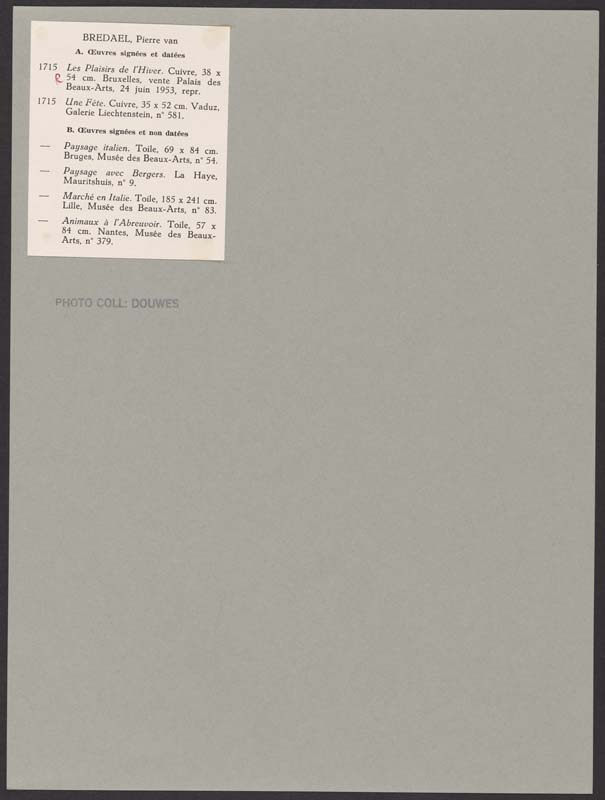 BREDAEL, Pierre van
A. Œuvres signées et datées
1715 Les Plaisirs de l'Hiver. Cuivre, 38 x
R 54 cm. Bruxelles, vente Palais des
Beaux-Arts, 24 juin 1953, repr.
1715 Une Fête. Cuivre, 35 x 52 cm. Vaduz,
Galerie Liechtenstein, n° 581.
B. Œuvres signées et non datées
— Paysage italien. Toile, 69 x 84 cm.
Bruges, Musée des Beaux-Arts, n° 54.
— Paysage avec Bergers. La Haye,
Mauritshuis, n° 9.
— Marché en Italie. Toile, 185 x 241 cm.
Lille, Musée des Beaux-Arts, n° 83.
— Animaux à l'Abreuvoir. Toile, 57 x
84 cm. Nantes, Musée des Beaux-
Arts, n° 379.
PHOTO COLL: DOUWES